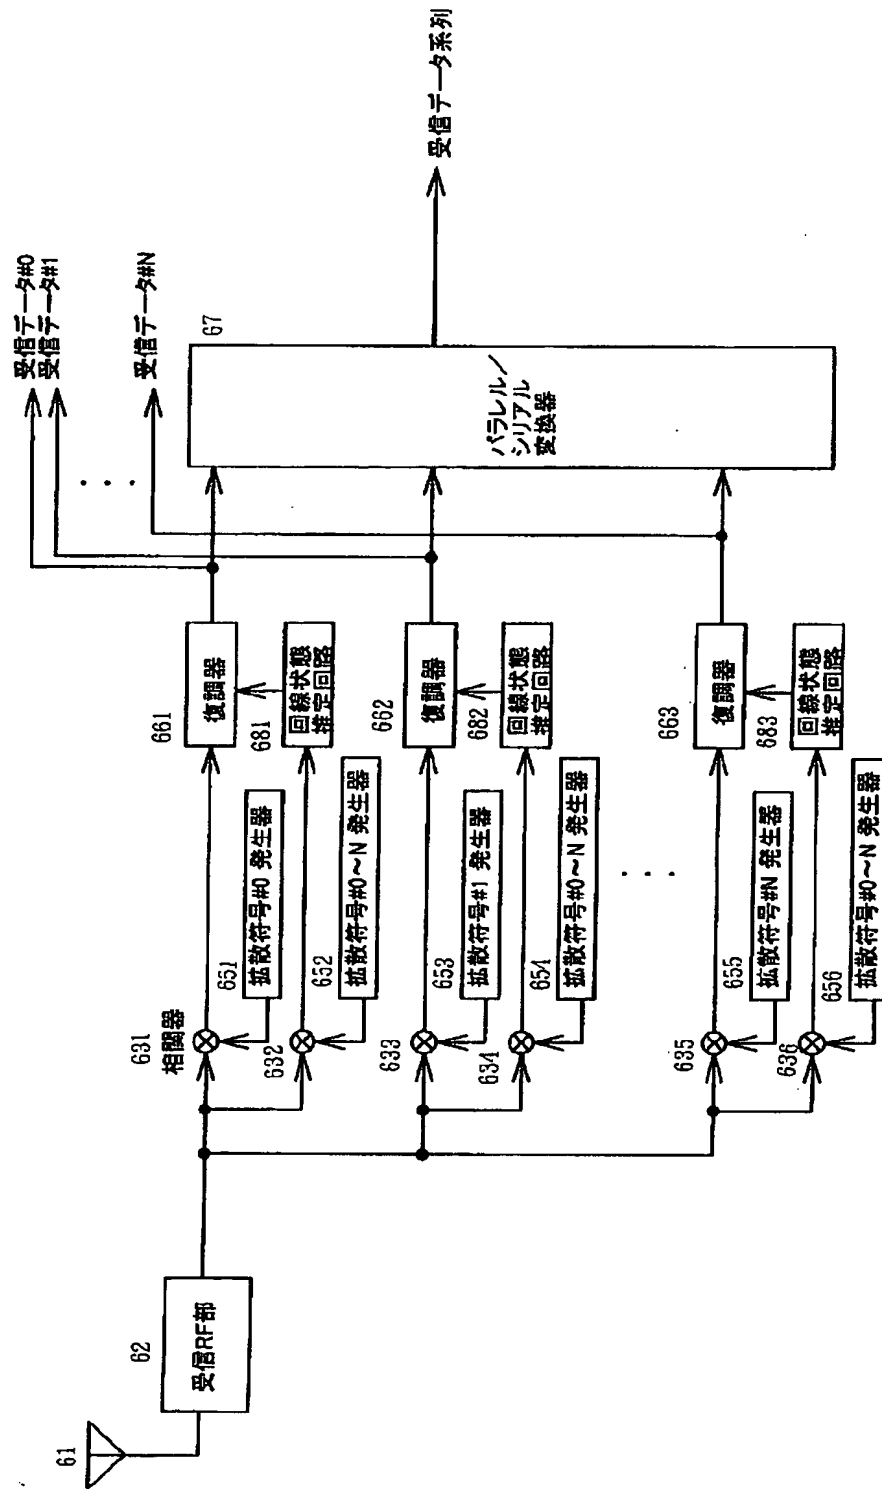 61
62
受信RF部
631
相関器
651
拡散符号#0 発生器
632
652
拡散符号#0～N 発生器
661
復調器
681
回線状態
推定回路
633
653
拡散符号#1 発生器
634
654
拡散符号#0～N 発生器
662
復調器
682
回線状態
推定回路
635
655
拡散符号#N 発生器
636
656
拡散符号#0～N 発生器
663
復調器
683
回線状態
推定回路
67
パラレル／
シリアル
変換器
受信データ#0
受信データ#1
受信データ#N
受信データ系列